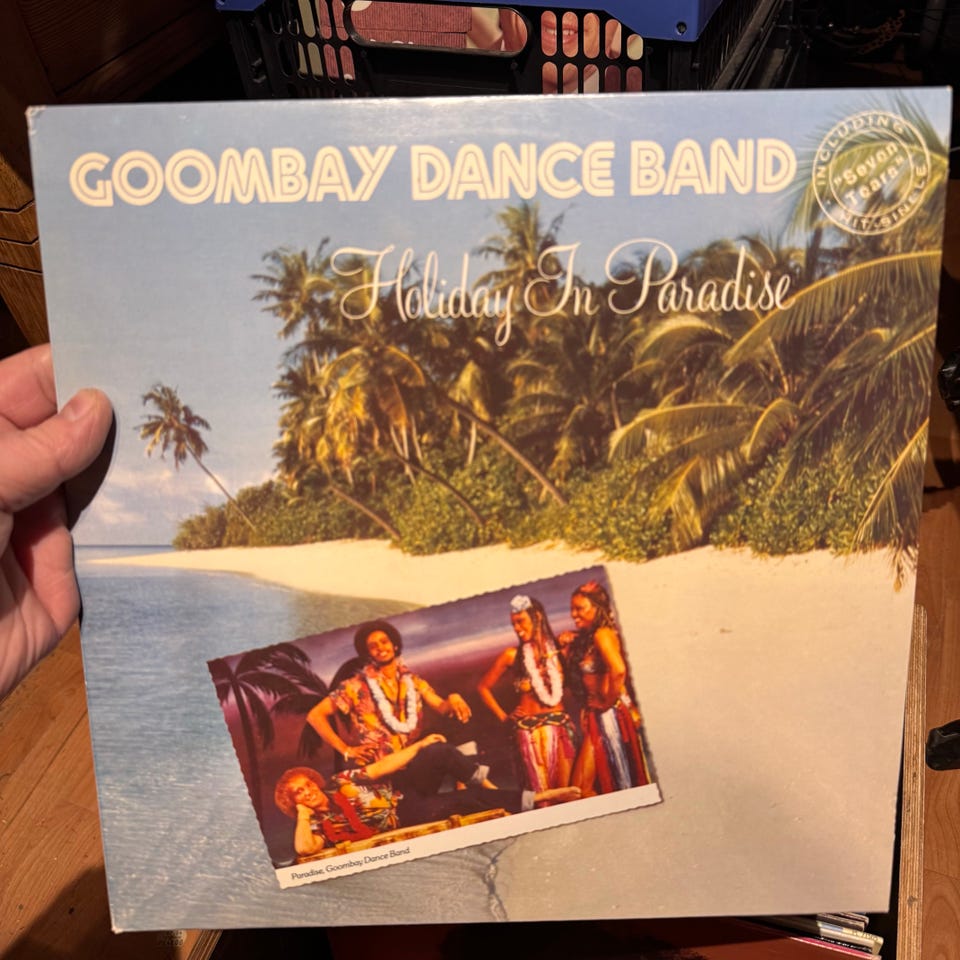 GOOMBAY DANCE BAND
INCLUDING
"Seven
Tears"
HIT-SINGLE
Holiday In Paradise
Paradise, Goombay Dance Band